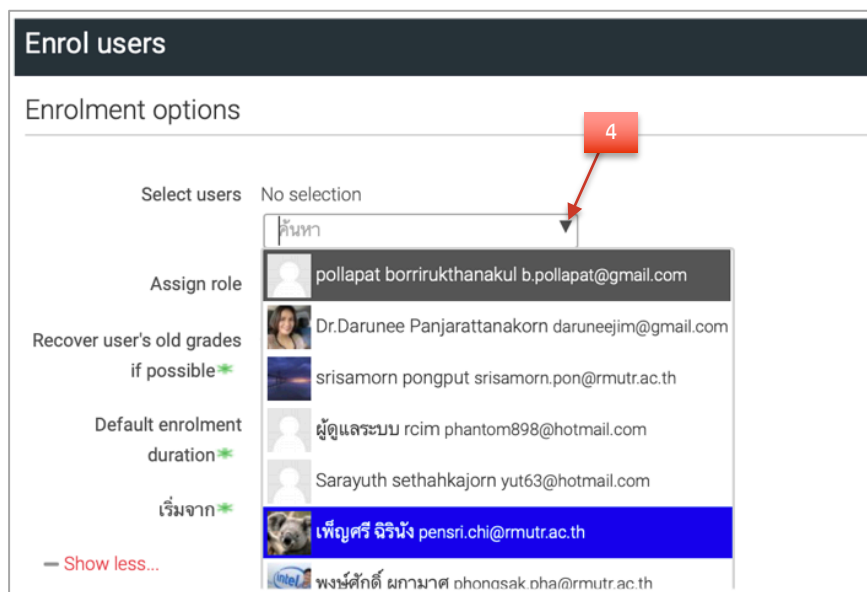 Enrol users
Enrolment options
4
Select users No selection
ค้นหา
Assign role
pollapat borrirukthanakul b.pollapat@gmail.com
Dr.Darunee Panjarattanakorn daruneejim@gmail.com
Recover user's old grades
if possible
srisamorn pongput srisamorn.pon@rmutr.ac.th
Default enrolment
duration
ผู้ดูแลระบบ rcim phantom898@hotmail.com
Sarayuth sethahkajorn yut63@hotmail.com
เริ่มจาก
เพ็ญศรี ฉิรินัง pensri.chi@rmutr.ac.th
Show less...
intel
พงษ์ศักดิ์ ผกามาศ phongsak.pha@rmutr.ac.th